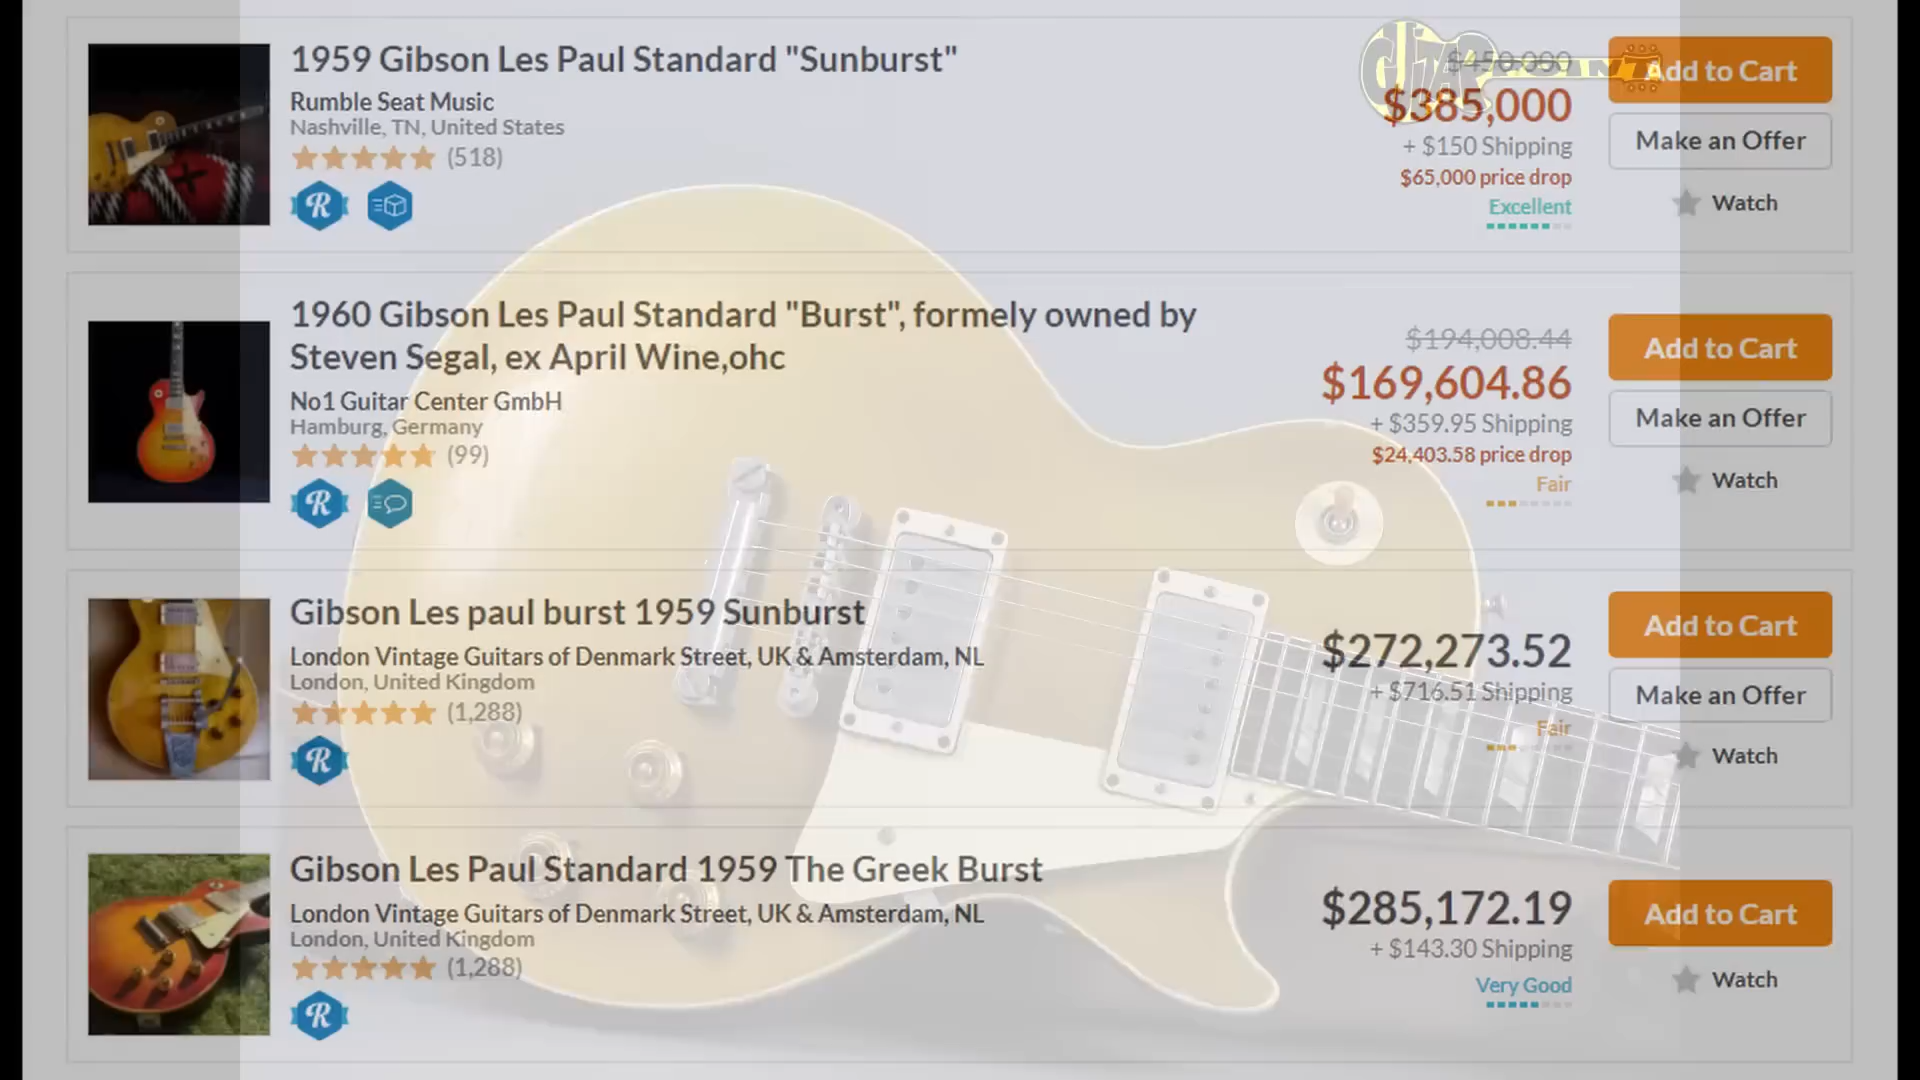 1959 Gibson Les Paul Standard "Sunburst"
Rumble Seat Music
Nashville, TN, United States
(518)
$450,000
$385,000
+ $150 Shipping
$65,000 price drop
Excellent
Add to Cart
Make an Offer
Watch
1960 Gibson Les Paul Standard "Burst", formely owned by
Steven Segal, ex April Wine,ohc
No1 Guitar Center GmbH
Hamburg, Germany
(99)
$194,008.44
$169,604.86
+ $359.95 Shipping
$24,403.58 price drop
Fair
Add to Cart
Make an Offer
Watch
Gibson Les paul burst 1959 Sunburst
London Vintage Guitars of Denmark Street, UK & Amsterdam, NL
London, United Kingdom
(1,288)
$272,273.52
+ $716.51 Shipping
Fair
Add to Cart
Make an Offer
Watch
Gibson Les Paul Standard 1959 The Greek Burst
London Vintage Guitars of Denmark Street, UK & Amsterdam, NL
London, United Kingdom
(1,288)
$285,172.19
+ $143.30 Shipping
Very Good
Add to Cart
Watch